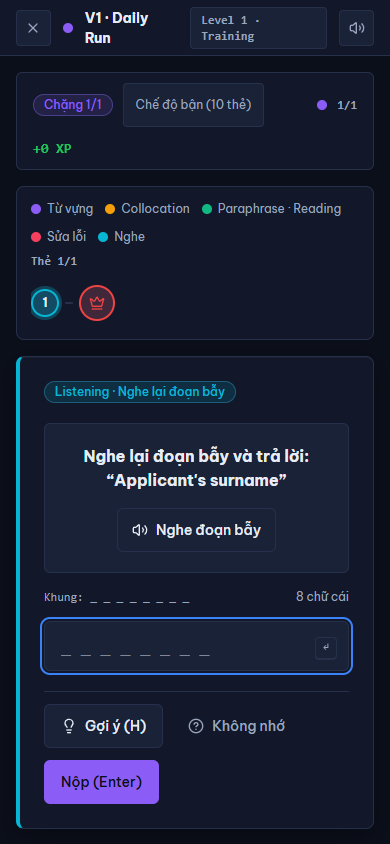 V1 · Daily
Run
Level 1 ·
Training
Chặng 1/1
Chế độ bận (10 thẻ)
1/1
+0 XP
Từ vựng
Collocation
Paraphrase · Reading
Sửa lỗi
Nghe
Thẻ 1/1
1
Listening · Nghe lại đoạn bẫy
Nghe lại đoạn bẫy và trả lời:
“Applicant's surname”
Nghe đoạn bẫy
Khung: _ _ _ _ _ _ _ _
8 chữ cái
_ _ _ _ _ _ _ _
↵
Gợi ý (H)
Không nhớ
Nộp (Enter)